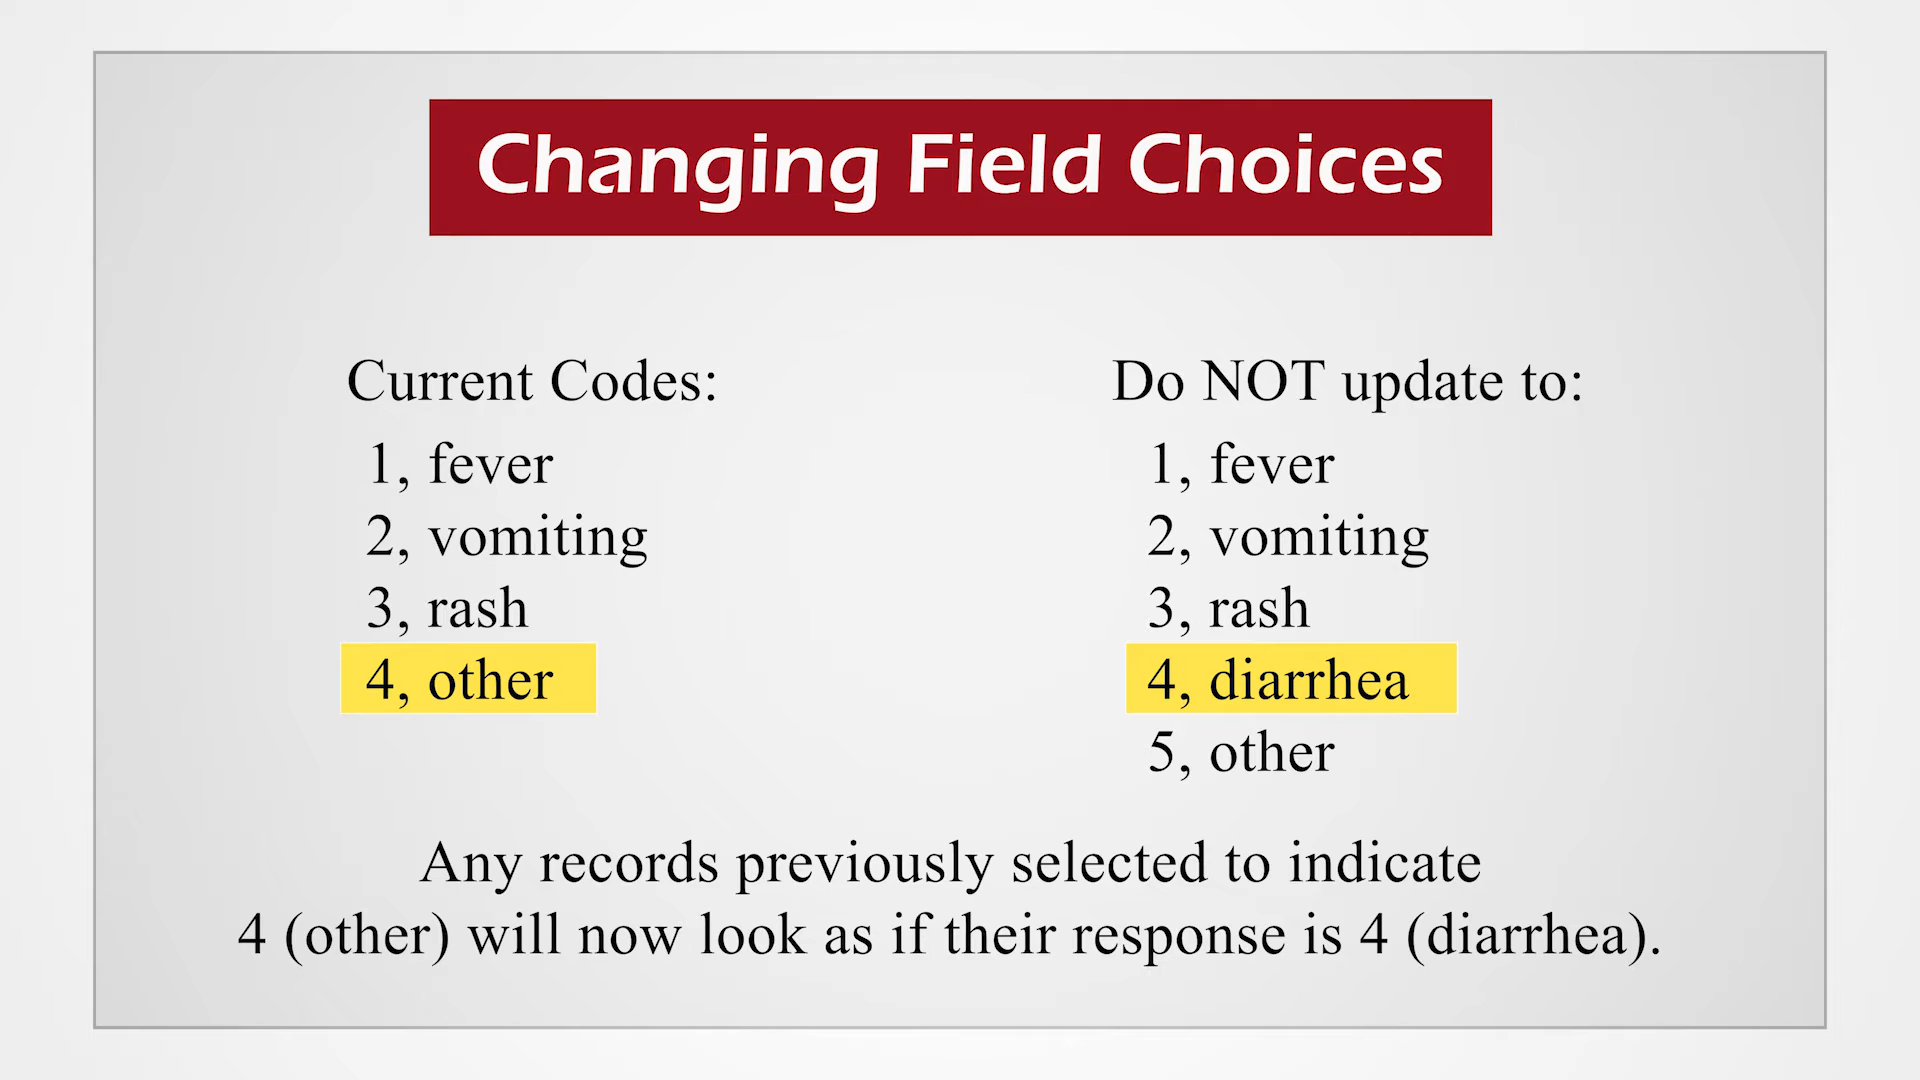 Changing Field Choices
Current Codes:
1, fever
2, vomiting
3, rash
4, other
Do NOT update to:
1, fever
2, vomiting
3, rash
4, diarrhea
5, other
Any records previously selected to indicate
4 (other) will now look as if their response is 4 (diarrhea).